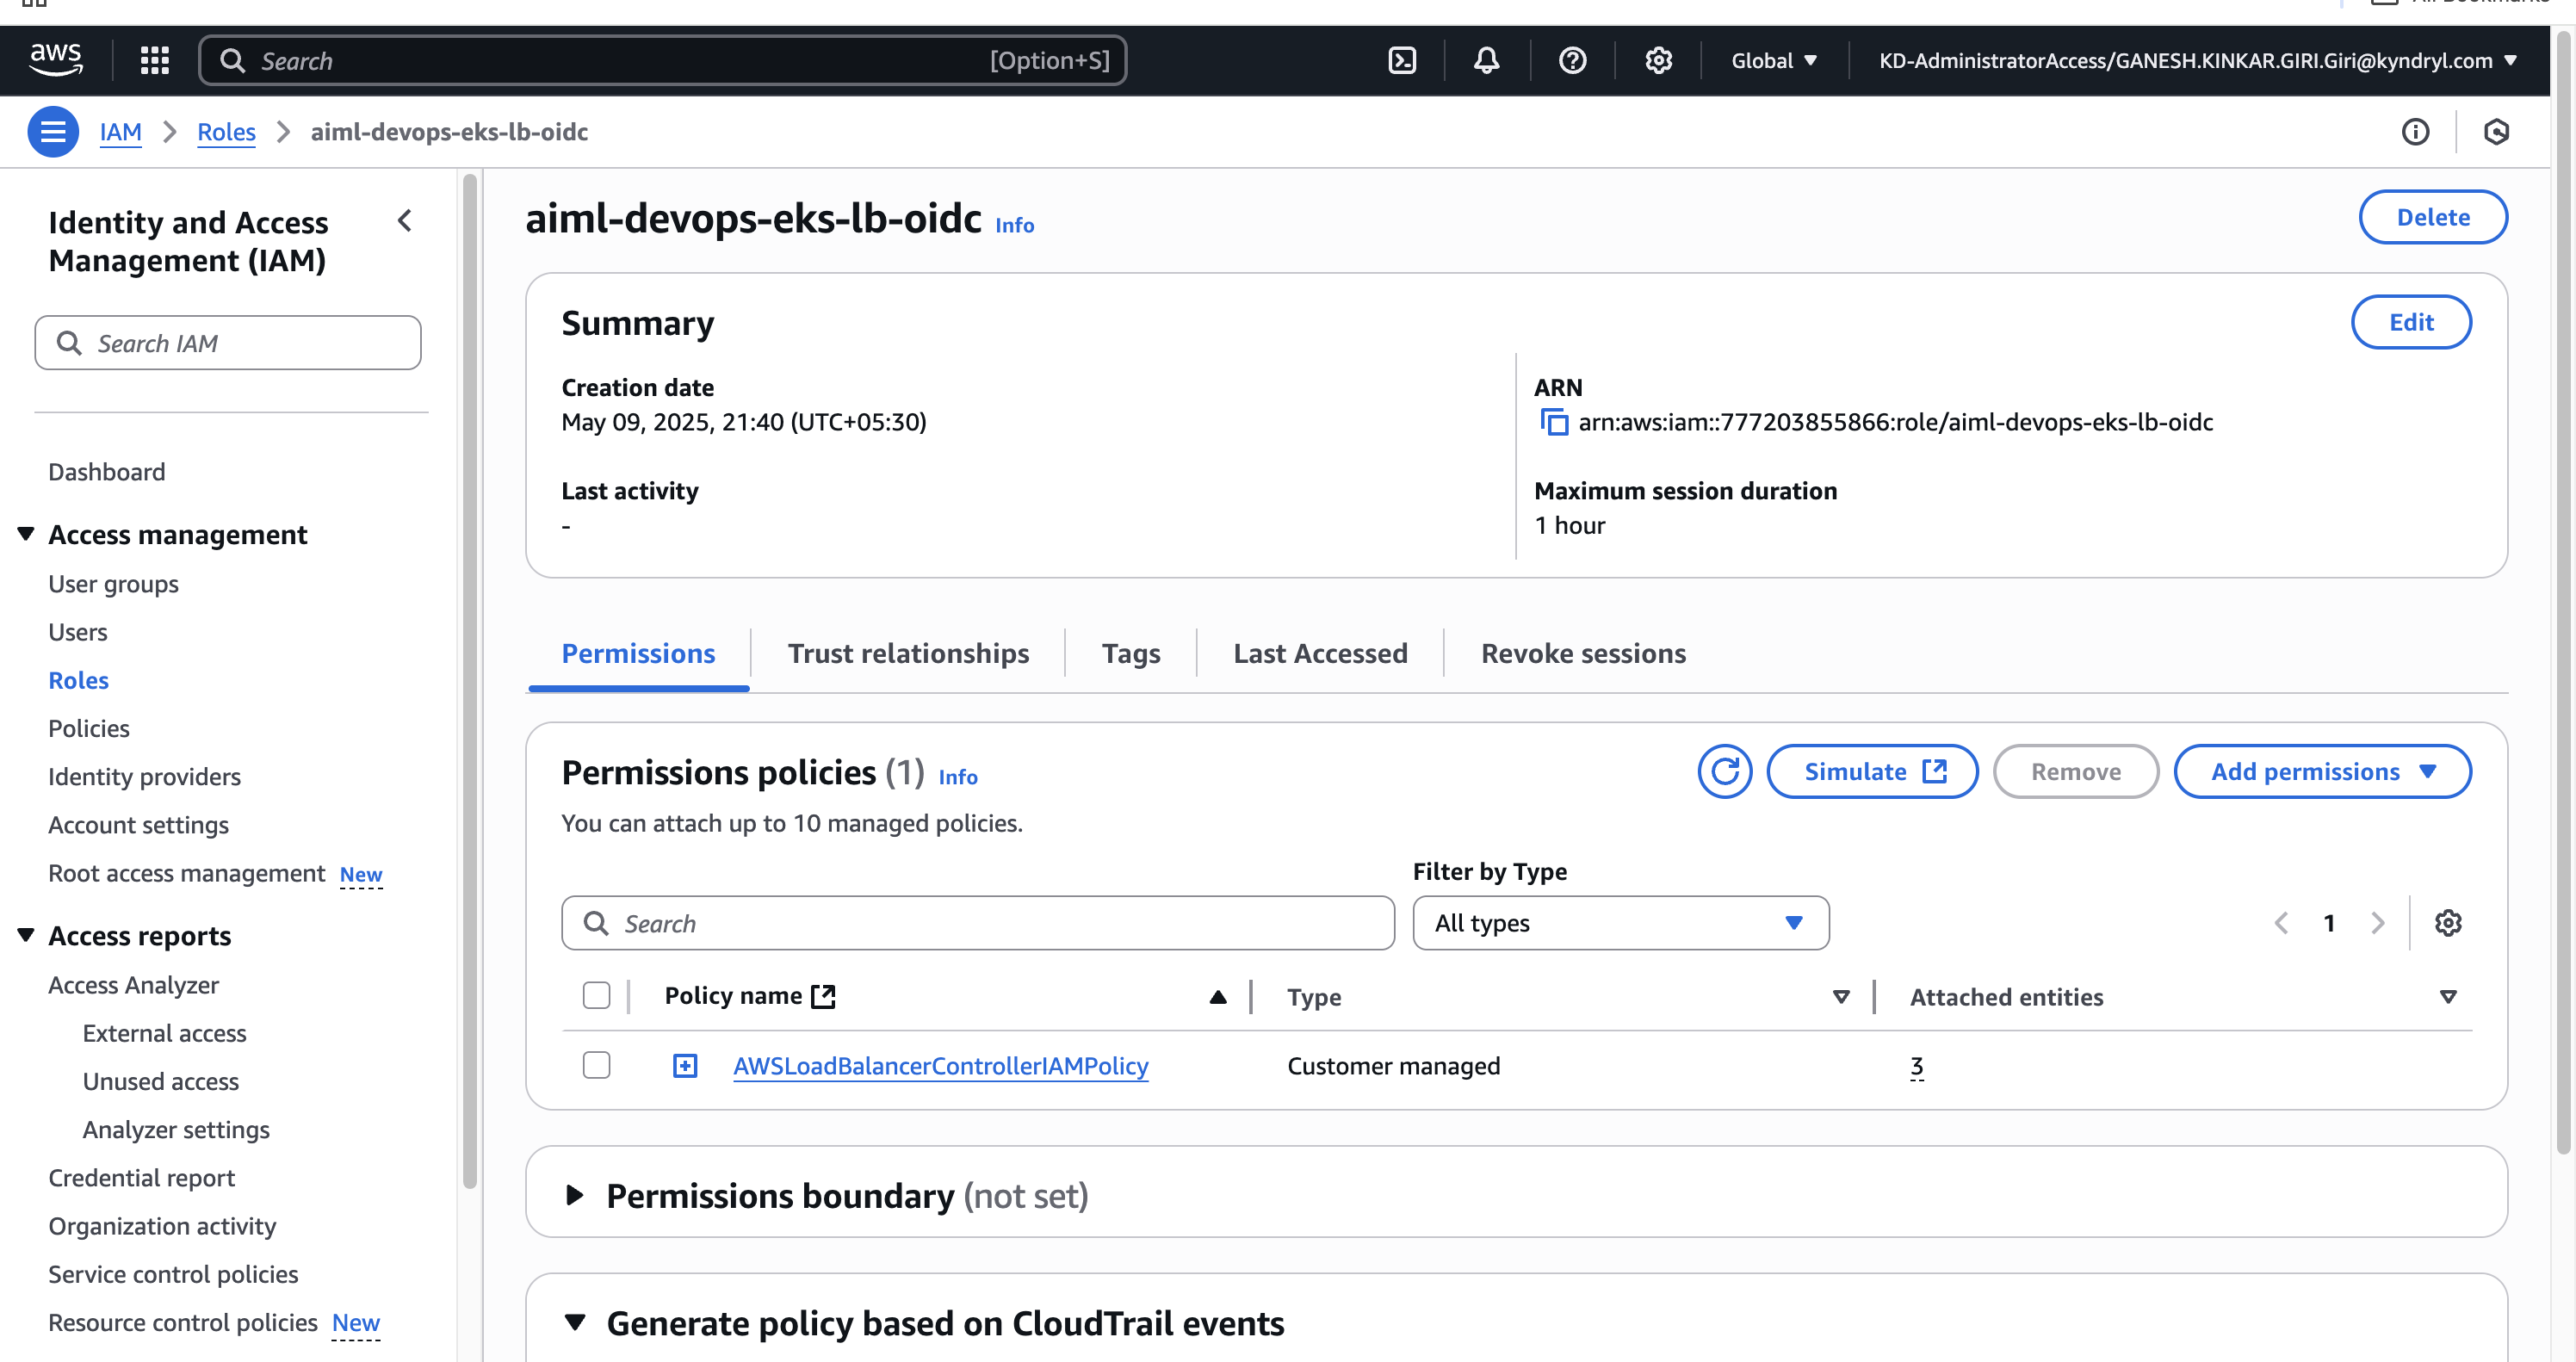 aws
Search
[Option+S]
Global
KD-AdministratorAccess/GANESH.KINKAR.GIRI.Giri@kyndryl.com
IAM
Roles
aiml-devops-eks-lb-oidc
Identity and Access
Management (IAM)
Search IAM
Dashboard
Access management
User groups
Users
Roles
Policies
Identity providers
Account settings
Root access management New
Access reports
Access Analyzer
External access
Unused access
Analyzer settings
Credential report
Organization activity
Service control policies
Resource control policies New
aiml-devops-eks-lb-oidc Info
Delete
Summary
Edit
Creation date
May 09, 2025, 21:40 (UTC+05:30)
ARN
arn:aws:iam::777203855866:role/aiml-devops-eks-lb-oidc
Last activity
-
Maximum session duration
1 hour
Permissions
Trust relationships
Tags
Last Accessed
Revoke sessions
Permissions policies (1) Info
Simulate
Remove
Add permissions
You can attach up to 10 managed policies.
Filter by Type
Search
All types
1
Policy name
Type
Attached entities
AWSLoadBalancerControllerIAMPolicy
Customer managed
3
Permissions boundary (not set)
Generate policy based on CloudTrail events